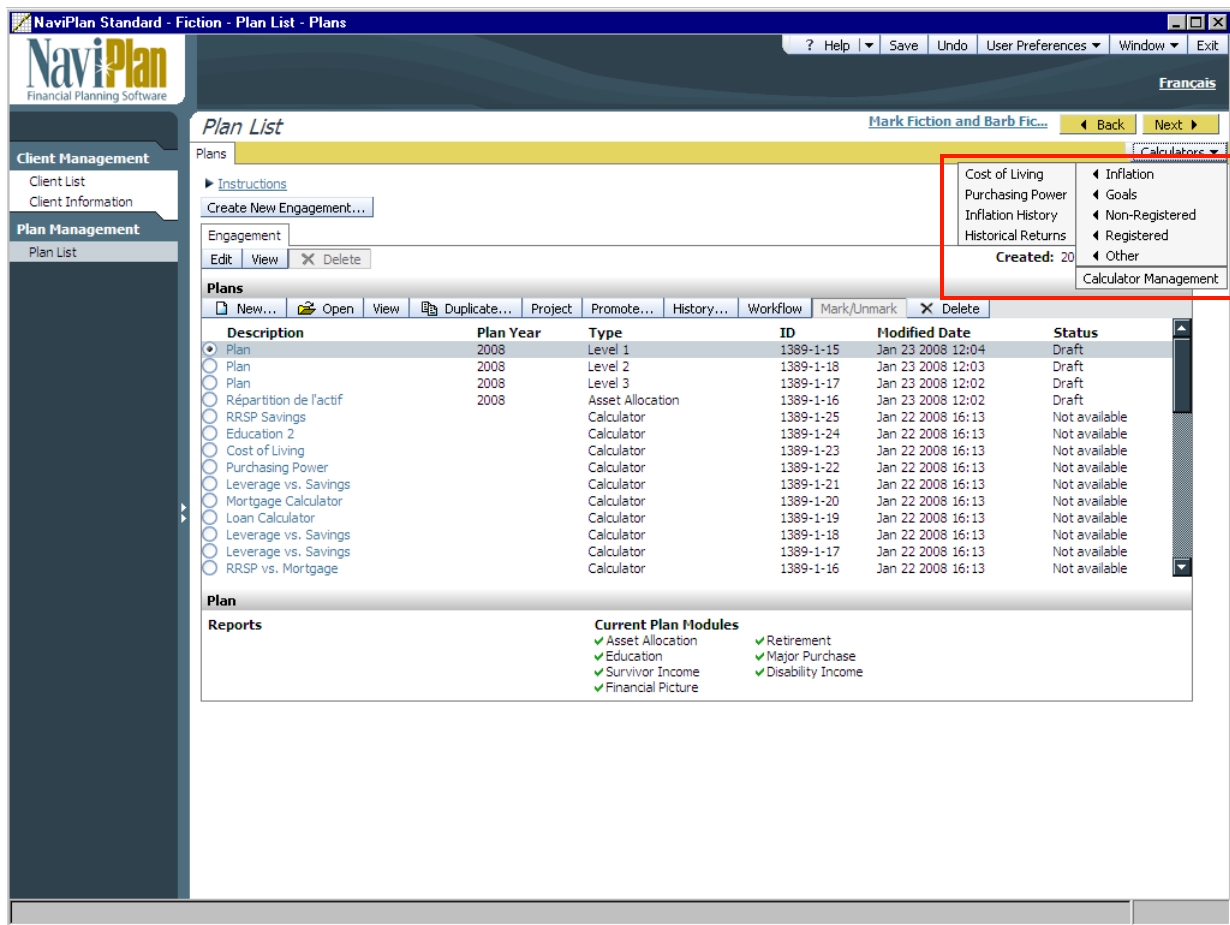 NaviPlan Standard - Fiction - Plan List - Plans
NaviPlan
Financial Planning Software
? Help Save Undo User Preferences Window Exit
Français
Plan List
Mark Fiction and Barb Fic...
Back Next
Plans
Calculators
Client Management
Client List
Client Information
Plan Management
Plan List
Instructions
Create New Engagement...
Cost of Living
Purchasing Power
Inflation History
Historical Returns
Inflation
Goals
Non-Registered
Registered
Other
Calculator Management
Engagement
Edit View Delete
Created: 20
Plans
New... Open View Duplicate... Project Promote... History... Workflow Mark/Unmark Delete
Description Plan Year Type ID Modified Date Status
Plan 2008 Level 1 1389-1-15 Jan 23 2008 12:04 Draft
Plan 2008 Level 2 1389-1-18 Jan 23 2008 12:03 Draft
Plan 2008 Level 3 1389-1-17 Jan 23 2008 12:02 Draft
Répartition de l'actif 2008 Asset Allocation 1389-1-16 Jan 23 2008 12:02 Draft
RRSP Savings Calculator 1389-1-25 Jan 22 2008 16:13 Not available
Education 2 Calculator 1389-1-24 Jan 22 2008 16:13 Not available
Cost of Living Calculator 1389-1-23 Jan 22 2008 16:13 Not available
Purchasing Power Calculator 1389-1-22 Jan 22 2008 16:13 Not available
Leverage vs. Savings Calculator 1389-1-21 Jan 22 2008 16:13 Not available
Mortgage Calculator Calculator 1389-1-20 Jan 22 2008 16:13 Not available
Loan Calculator Calculator 1389-1-19 Jan 22 2008 16:13 Not available
Leverage vs. Savings Calculator 1389-1-18 Jan 22 2008 16:13 Not available
Leverage vs. Savings Calculator 1389-1-17 Jan 22 2008 16:13 Not available
RRSP vs. Mortgage Calculator 1389-1-16 Jan 22 2008 16:13 Not available
Plan
Reports
Current Plan Modules
Asset Allocation Retirement
Education Major Purchase
Survivor Income Disability Income
Financial Picture